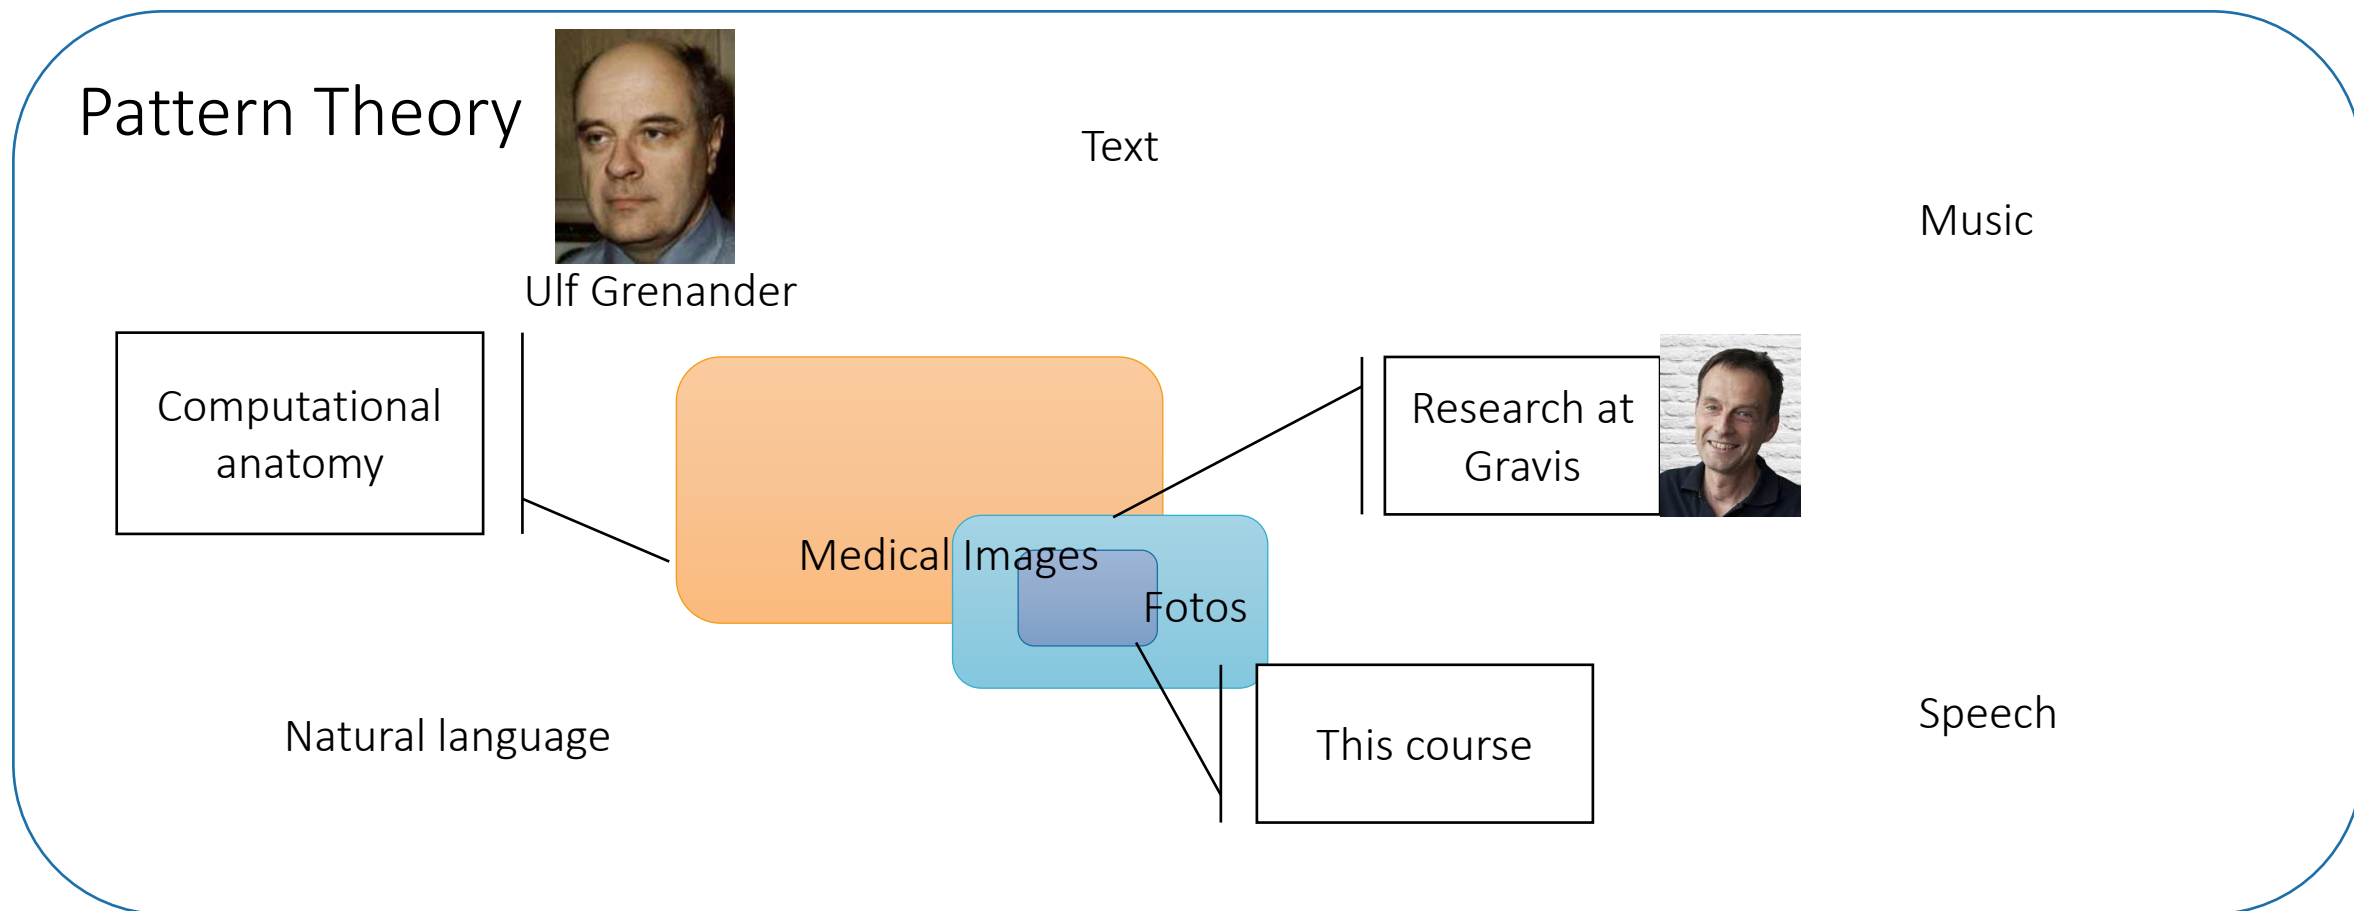 Pattern Theory
Text
Music
Ulf Grenander
Computational
anatomy
Research at
Gravis
Medical Images
Fotos
Natural language
This course
Speech